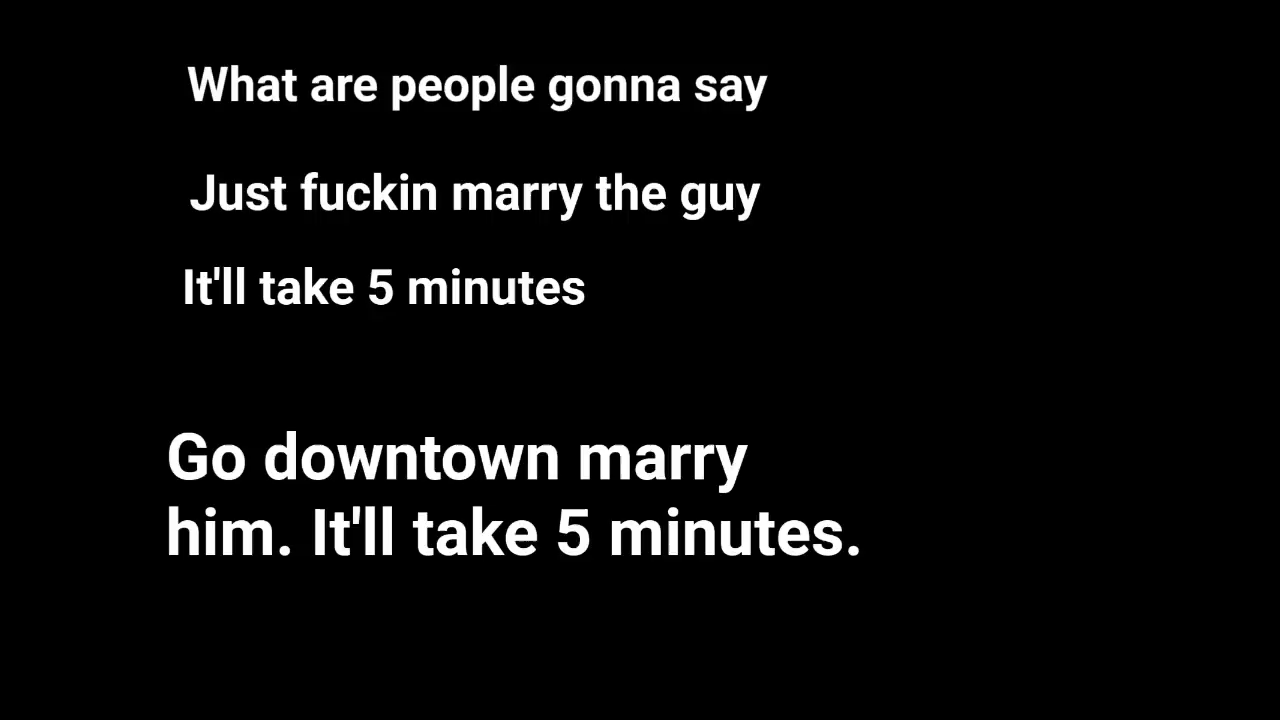 What are people gonna say
Just fuckin marry the guy
It'll take 5 minutes
Go downtown marry
him. It'll take 5 minutes.